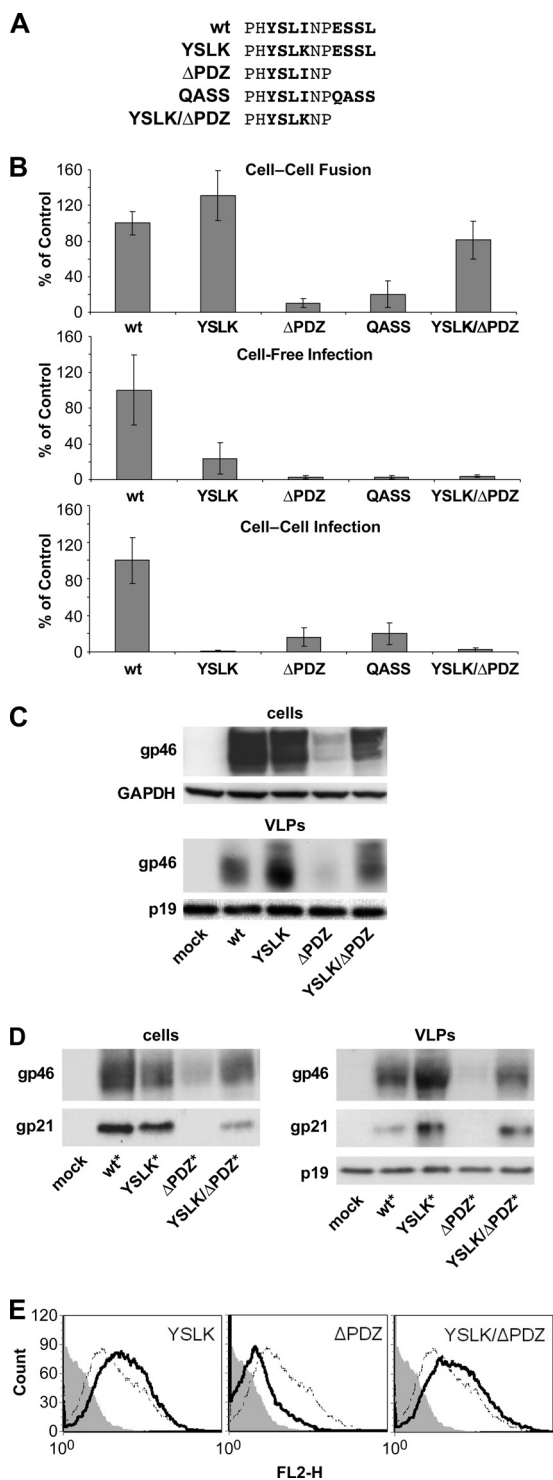 A
wt PHYSLINPESSL
YSLK PHYSLKNPESSL
ΔPDZ PHYSLINP
QASS PHYSLINPQASS
YSLK/ΔPDZ PHYSLKNP
B
Cell–Cell Fusion
% of Control
160
120
80
40
0
wt YSLK ΔPDZ QASS YSLK/ΔPDZ
Cell-Free Infection
% of Control
160
120
80
40
0
wt YSLK ΔPDZ QASS YSLK/ΔPDZ
Cell–Cell Infection
% of Control
160
120
80
40
0
wt YSLK ΔPDZ QASS YSLK/ΔPDZ
C
cells
gp46
GAPDH
VLPs
gp46
p19
mock wt YSLK ΔPDZ YSLK/ΔPDZ
D
cells
gp46
gp21
mock wt* YSLK* ΔPDZ* YSLK/ΔPDZ*
VLPs
gp46
gp21
p19
mock wt* YSLK* ΔPDZ* YSLK/ΔPDZ*
E
Count
120
90
60
30
0
YSLK
ΔPDZ
YSLK/ΔPDZ
10⁰ 10⁰ 10⁰
FL2-H